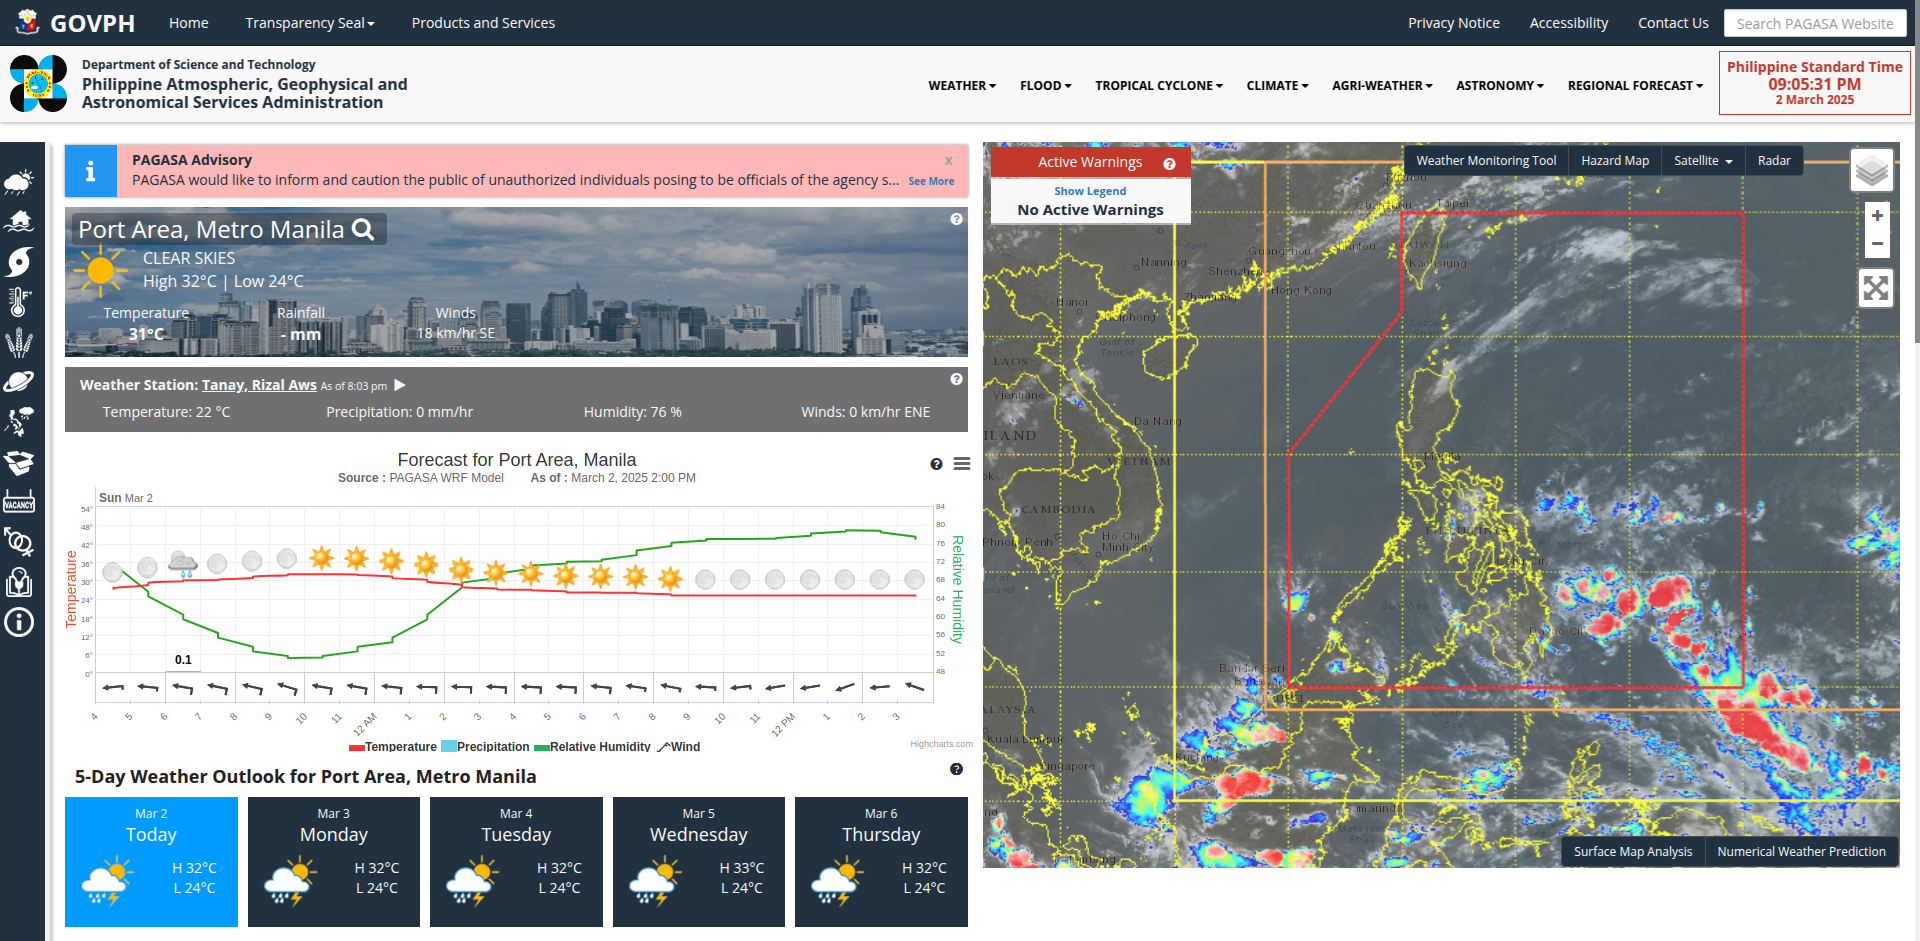 GOVPH
Home
Transparency Seal
Products and Services
Privacy Notice
Accessibility
Contact Us
Search PAGASA Website
Department of Science and Technology
Philippine Atmospheric, Geophysical and
Astronomical Services Administration
WEATHER
FLOOD
TROPICAL CYCLONE
CLIMATE
AGRI-WEATHER
ASTRONOMY
REGIONAL FORECAST
Philippine Standard Time
09:05:31 PM
2 March 2025
VACANCY
PAGASA Advisory
x
PAGASA would like to inform and caution the public of unauthorized individuals posing to be officials of the agency s... See More
Port Area, Metro Manila
CLEAR SKIES
High 32°C | Low 24°C
Temperature
31°C
Rainfall
- mm
Winds
18 km/hr SE
Weather Station: Tanay, Rizal Aws As of 8:03 pm
Temperature: 22 °C
Precipitation: 0 mm/hr
Humidity: 76 %
Winds: 0 km/hr ENE
Forecast for Port Area, Manila
Source : PAGASA WRF Model As of : March 2, 2025 2:00 PM
Sun Mar 2
Temperature
54°
48°
42°
36°
30°
24°
18°
12°
6°
0°
0.1
84
80
76
72
68
64
60
56
52
48
Relative Humidity
4 5 6 7 8 9 10 11 12 AM 1 2 3 4 5 6 7 8 9 10 11 12 PM 1 2 3
Temperature Precipitation Relative Humidity Wind
Highcharts.com
5-Day Weather Outlook for Port Area, Metro Manila
Mar 2
Today
H 32°C
L 24°C
Mar 3
Monday
H 32°C
L 24°C
Mar 4
Tuesday
H 32°C
L 24°C
Mar 5
Wednesday
H 33°C
L 24°C
Mar 6
Thursday
H 32°C
L 24°C
Active Warnings
Show Legend
No Active Warnings
Weather Monitoring Tool
Hazard Map
Satellite
Radar
+
−
Taipei
Guangzhou
Shantou
Nanning
Shenzhen
Kaohsiung
Hong Kong
Hanoi
Gulf of
Tonkin
LAOS
Vientiane
Da Nang
VIETNAM
CAMBODIA
Phnom Penh
Ho Chi
Minh City
Manila
Davao City
Bandar Seri
Kuala Lumpur
Singapore
Kuching
Samarinda
Surface Map Analysis
Numerical Weather Prediction